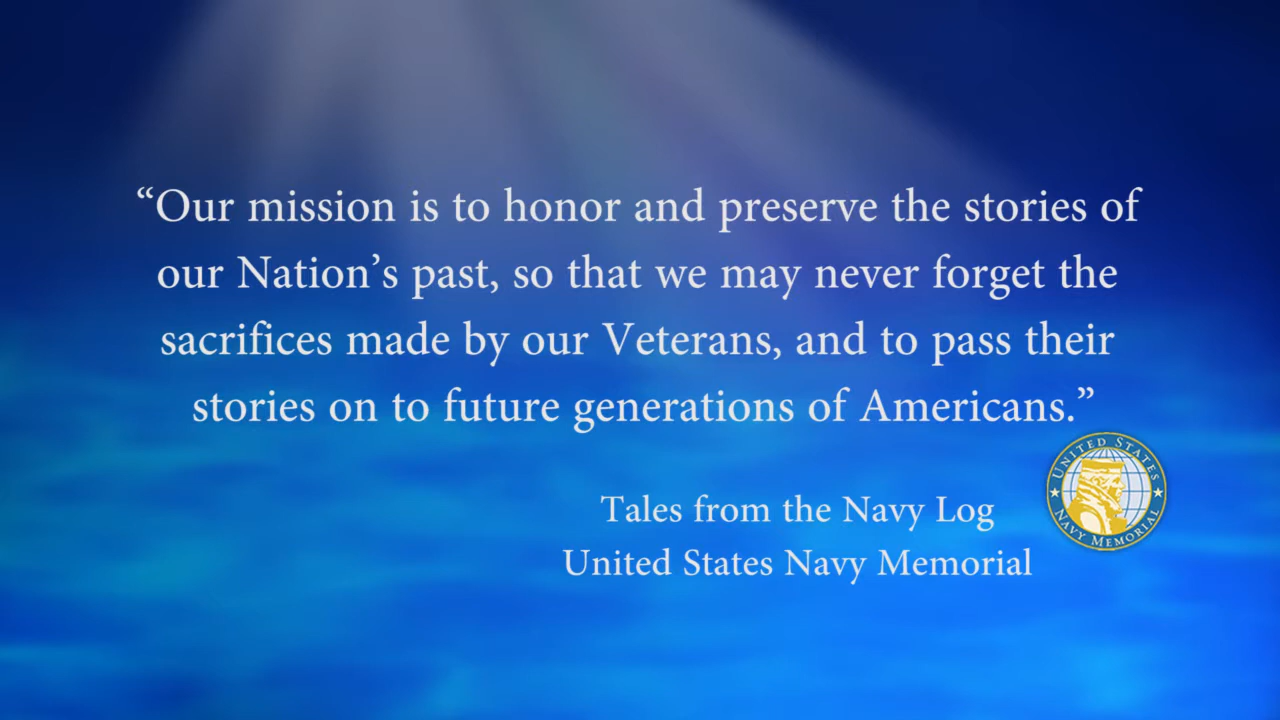 “Our mission is to honor and preserve the stories of
our Nation’s past, so that we may never forget the
sacrifices made by our Veterans, and to pass their
stories on to future generations of Americans.”
Tales from the Navy Log
United States Navy Memorial
UNITED STATES
NAVY MEMORIAL